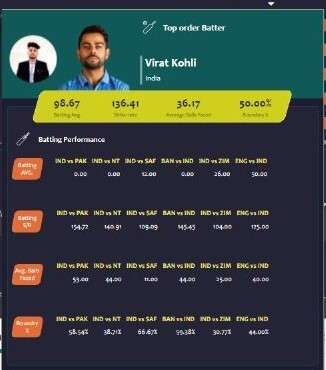 Top order Batter
Virat Kohli
India
98.67 136.41 36.17 50.00%
Batting Avg. Strike rate Average Balls Faced Boundary %
Batting Performance
IND vs PAK IND vs NT IND vs SAF BAN vs IND IND vs ZIM ENG vs IND
Batting AVG. 0.00 0.00 12.00 0.00 26.00 50.00
IND vs PAK IND vs NT IND vs SAF BAN vs IND IND vs ZIM ENG vs IND
Batting S/R 154.72 140.91 109.09 145.45 104.00 125.00
IND vs PAK IND vs NT IND vs SAF BAN vs IND IND vs ZIM ENG vs IND
Avg. Balls Faced 53.00 44.00 11.00 44.00 25.00 40.00
IND vs PAK IND vs NT IND vs SAF BAN vs IND IND vs ZIM ENG vs IND
Boundary % 58.54% 38.71% 66.67% 59.38% 30.77% 44.00%